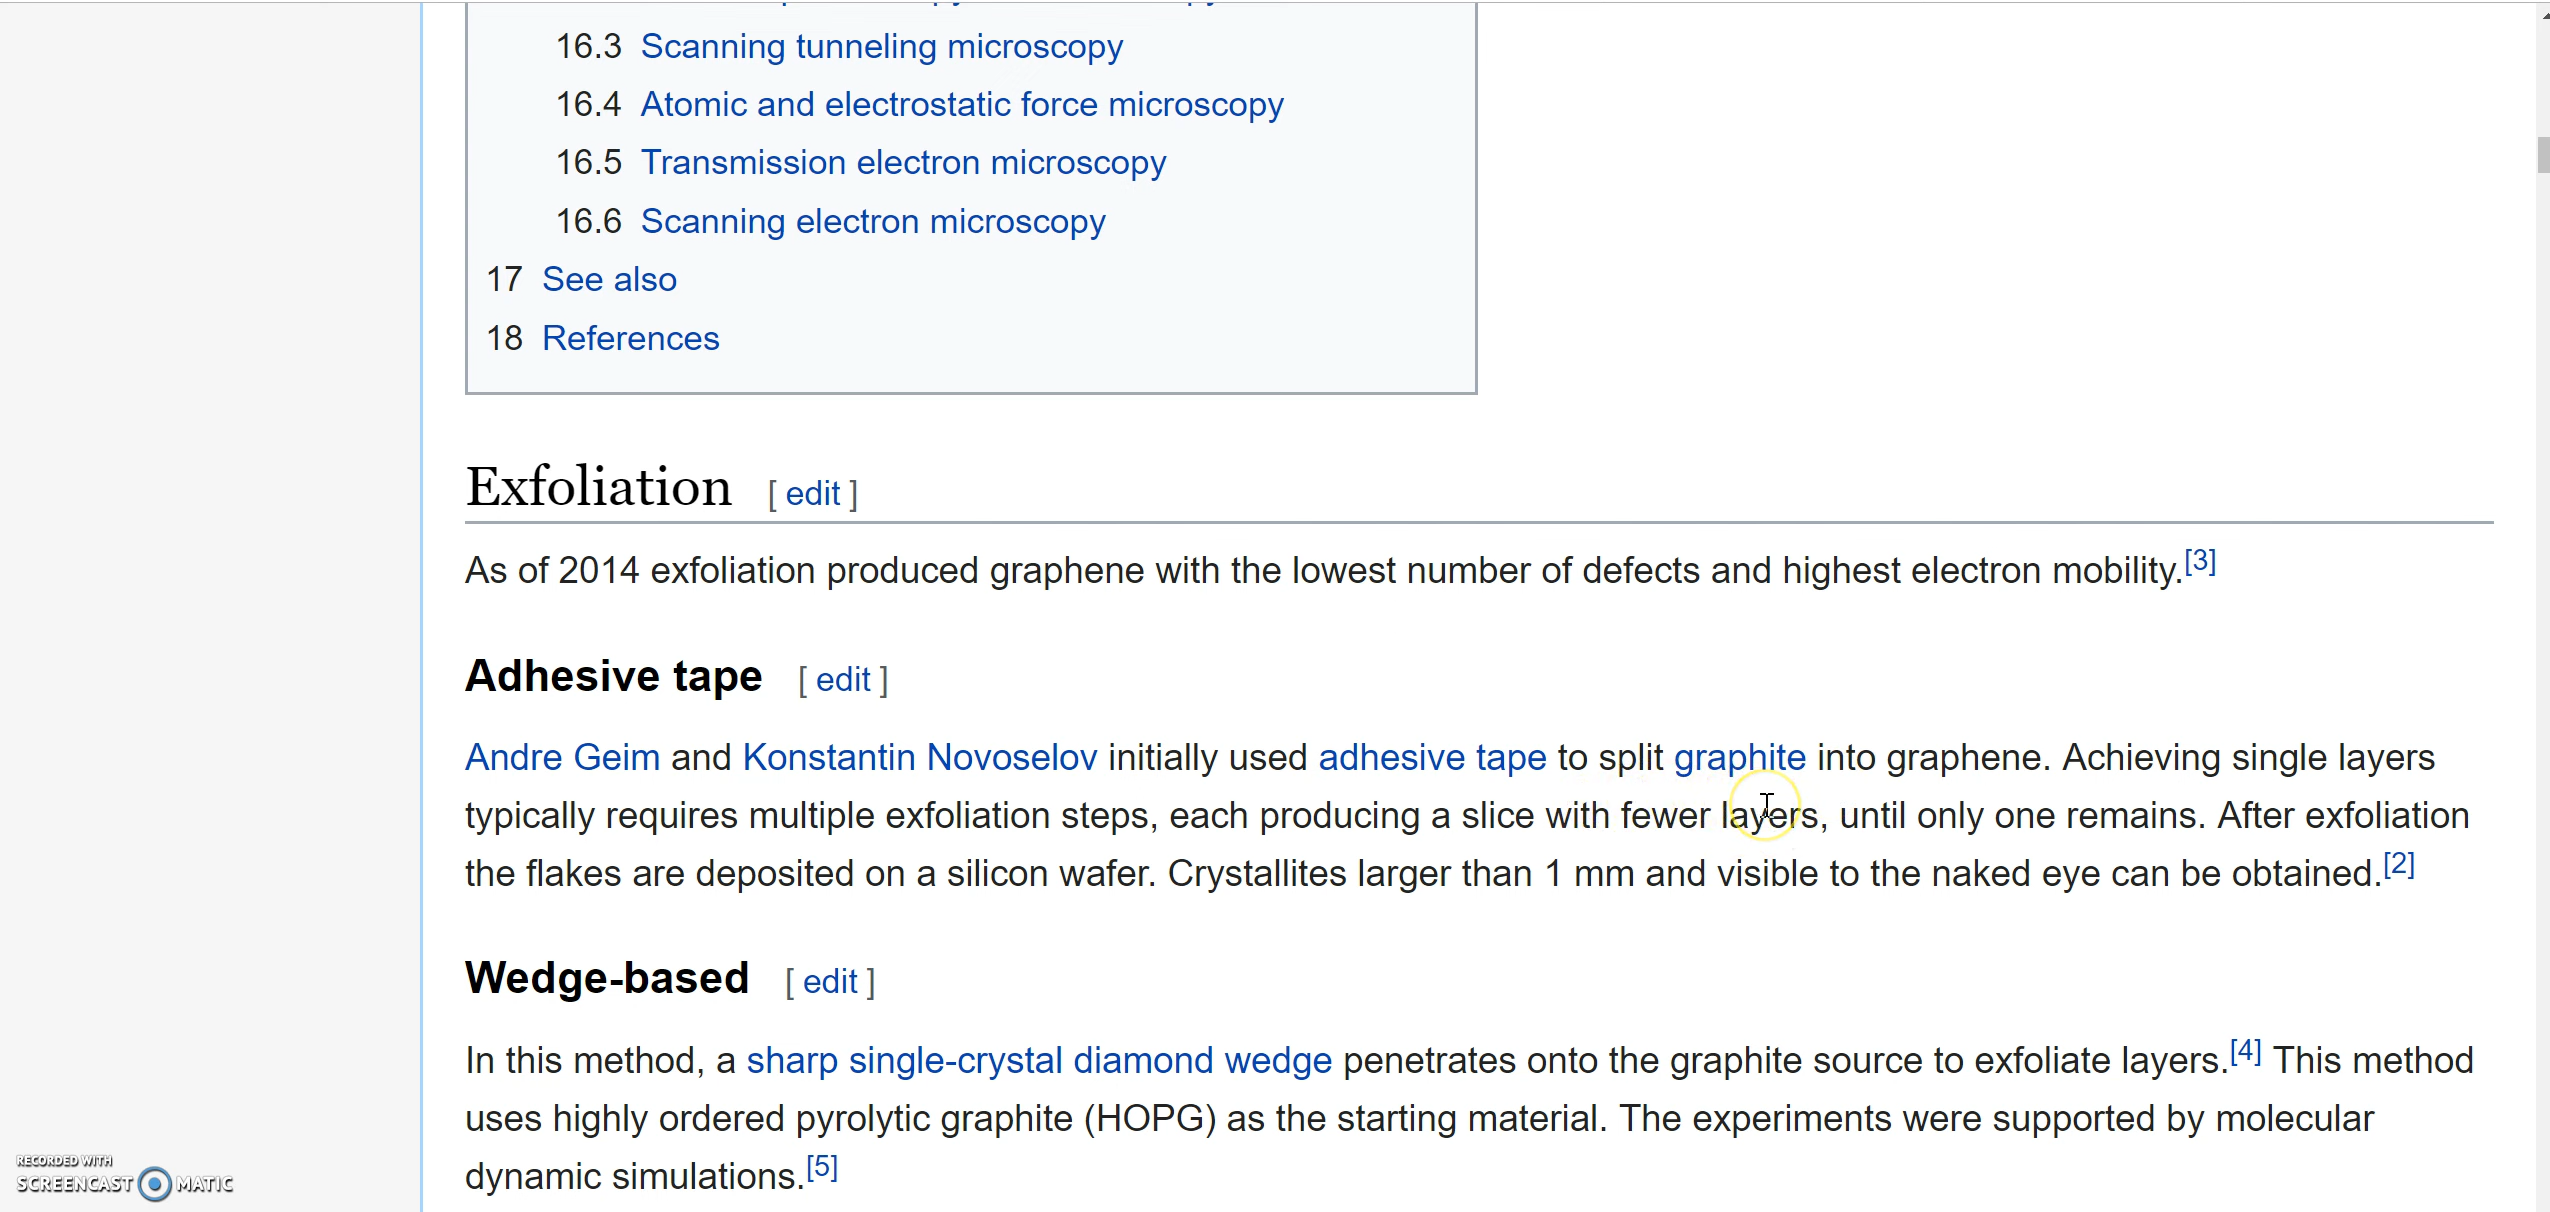 16.3 Scanning tunneling microscopy
16.4 Atomic and electrostatic force microscopy
16.5 Transmission electron microscopy
16.6 Scanning electron microscopy
17 See also
18 References
Exfoliation [ edit ]
As of 2014 exfoliation produced graphene with the lowest number of defects and highest electron mobility.[3]
Adhesive tape [ edit ]
Andre Geim and Konstantin Novoselov initially used adhesive tape to split graphite into graphene. Achieving single layers
typically requires multiple exfoliation steps, each producing a slice with fewer layers, until only one remains. After exfoliation
the flakes are deposited on a silicon wafer. Crystallites larger than 1 mm and visible to the naked eye can be obtained.[2]
Wedge-based [ edit ]
In this method, a sharp single-crystal diamond wedge penetrates onto the graphite source to exfoliate layers.[4] This method
uses highly ordered pyrolytic graphite (HOPG) as the starting material. The experiments were supported by molecular
dynamic simulations.[5]
RECORDED WITH
SCREENCAST MATIC